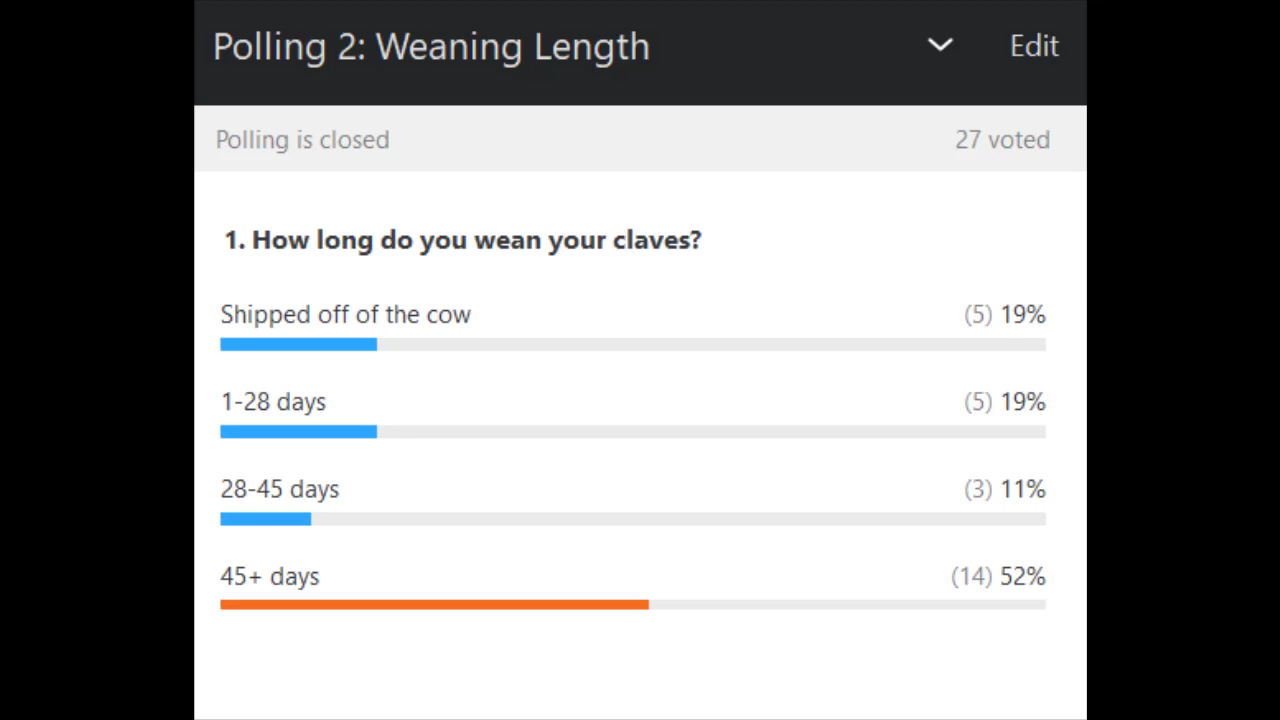 Polling 2: Weaning Length
Edit
Polling is closed
27 voted
1. How long do you wean your claves?
Shipped off of the cow
(5) 19%
1-28 days
(5) 19%
28-45 days
(3) 11%
45+ days
(14) 52%